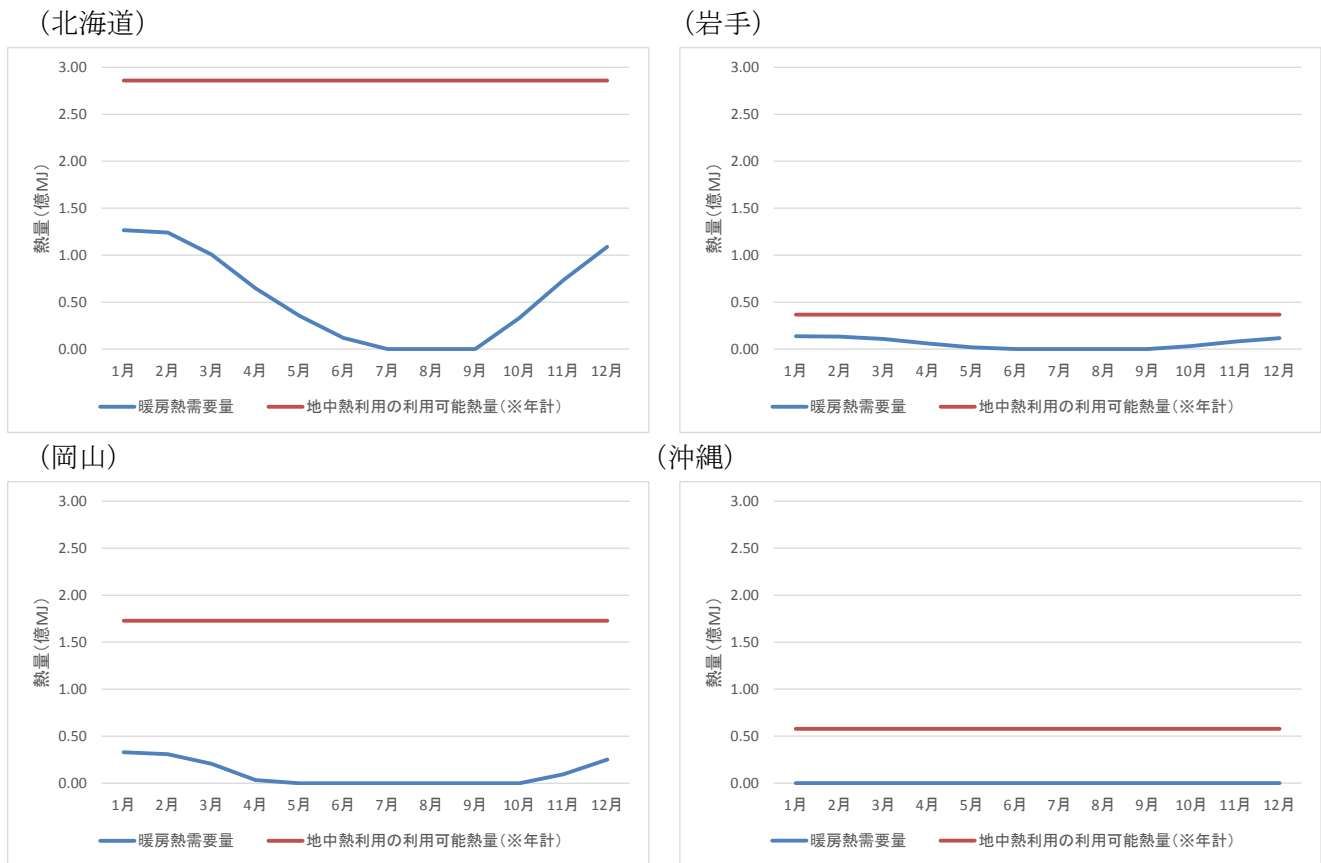 (北海道)
3.00
2.50
2.00
1.50
1.00
0.50
0.00
熱量(億MJ)
1月 2月 3月 4月 5月 6月 7月 8月 9月 10月 11月 12月
暖房熱需要量 地中熱利用の利用可能熱量(※年計)
(岩手)
3.00
2.50
2.00
1.50
1.00
0.50
0.00
熱量(億MJ)
1月 2月 3月 4月 5月 6月 7月 8月 9月 10月 11月 12月
暖房熱需要量 地中熱利用の利用可能熱量(※年計)
(岡山)
3.00
2.50
2.00
1.50
1.00
0.50
0.00
熱量(億MJ)
1月 2月 3月 4月 5月 6月 7月 8月 9月 10月 11月 12月
暖房熱需要量 地中熱利用の利用可能熱量(※年計)
(沖縄)
3.00
2.50
2.00
1.50
1.00
0.50
0.00
熱量(億MJ)
1月 2月 3月 4月 5月 6月 7月 8月 9月 10月 11月 12月
暖房熱需要量 地中熱利用の利用可能熱量(※年計)